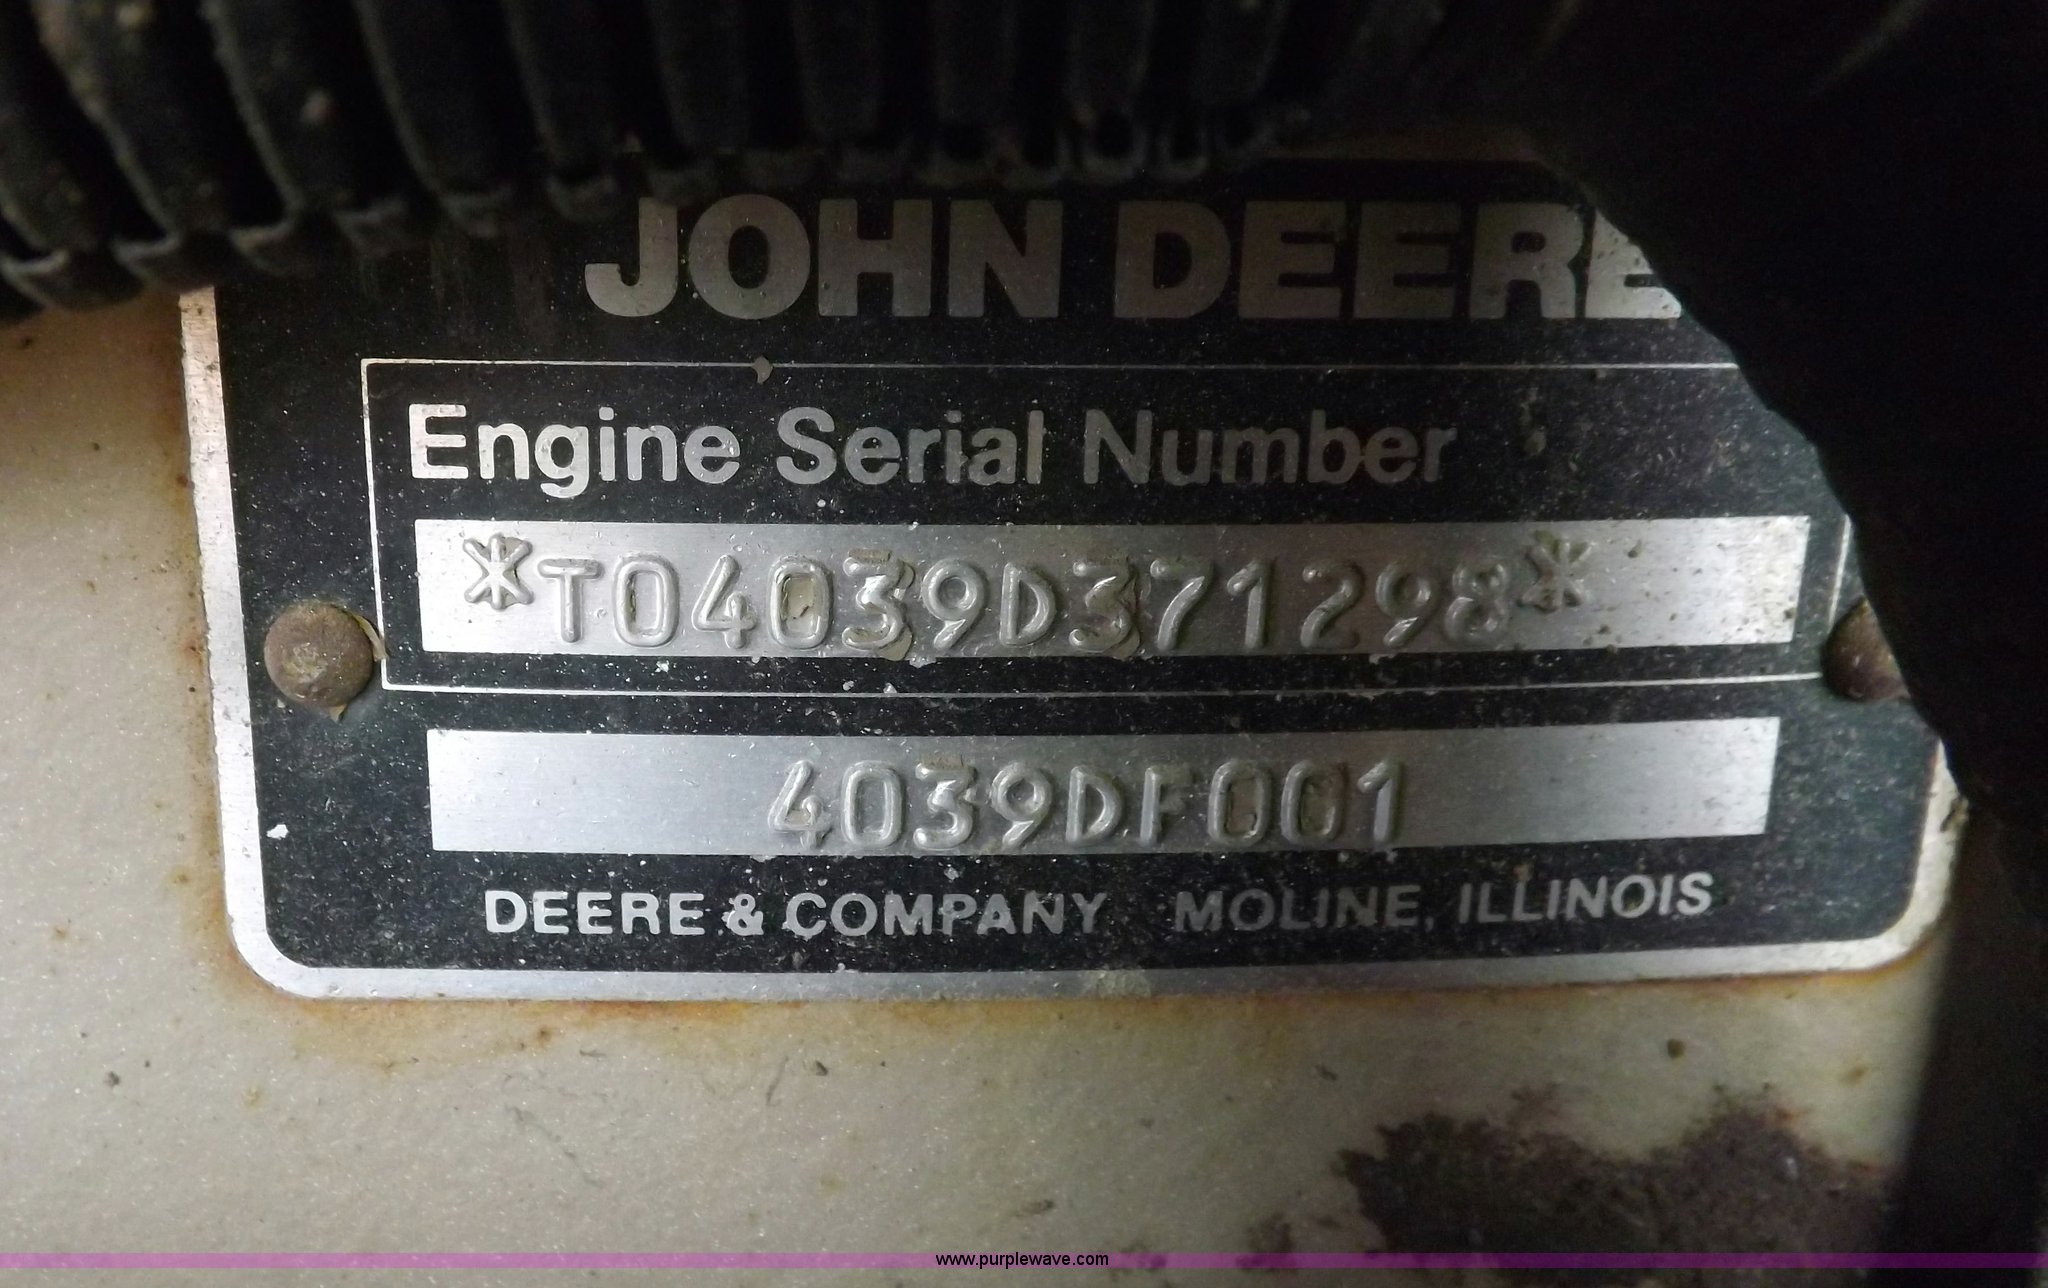 JOHN DEERE
Engine Serial Number
*T04039D371298*
4039DF001
DEERE & COMPANY MOLINE, ILLINOIS
www.purplewave.com